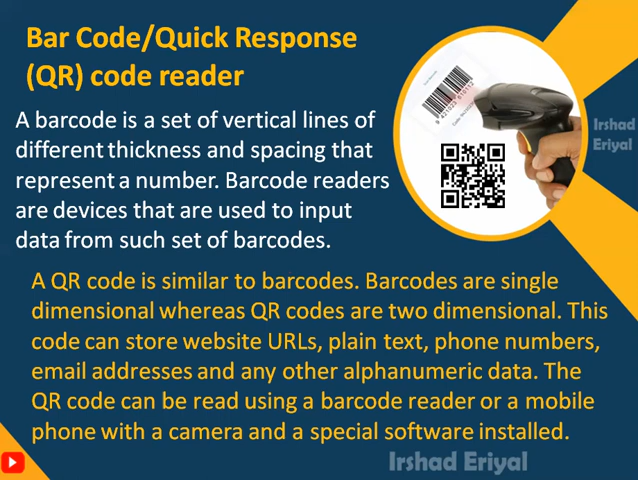 Bar Code/Quick Response
(QR) code reader
A barcode is a set of vertical lines of
different thickness and spacing that
represent a number. Barcode readers
are devices that are used to input
data from such set of barcodes.
Irshad
Eriyal
A QR code is similar to barcodes. Barcodes are single
dimensional whereas QR codes are two dimensional. This
code can store website URLs, plain text, phone numbers,
email addresses and any other alphanumeric data. The
QR code can be read using a barcode reader or a mobile
phone with a camera and a special software installed.
Irshad Eriyal